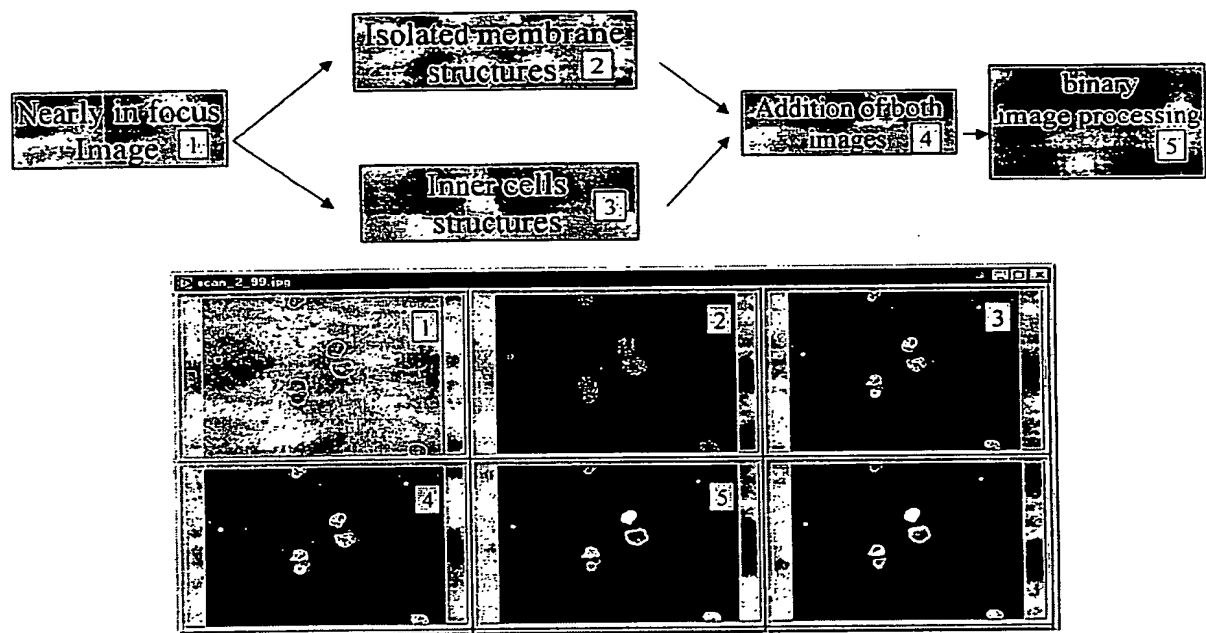 Isolated membrane
structures 2
Nearly in focus
Image 1
Addition of both
images 4
binary
image processing
5
Inner cells
structures 3
scan_2_99.jpg
1
2
3
4
5